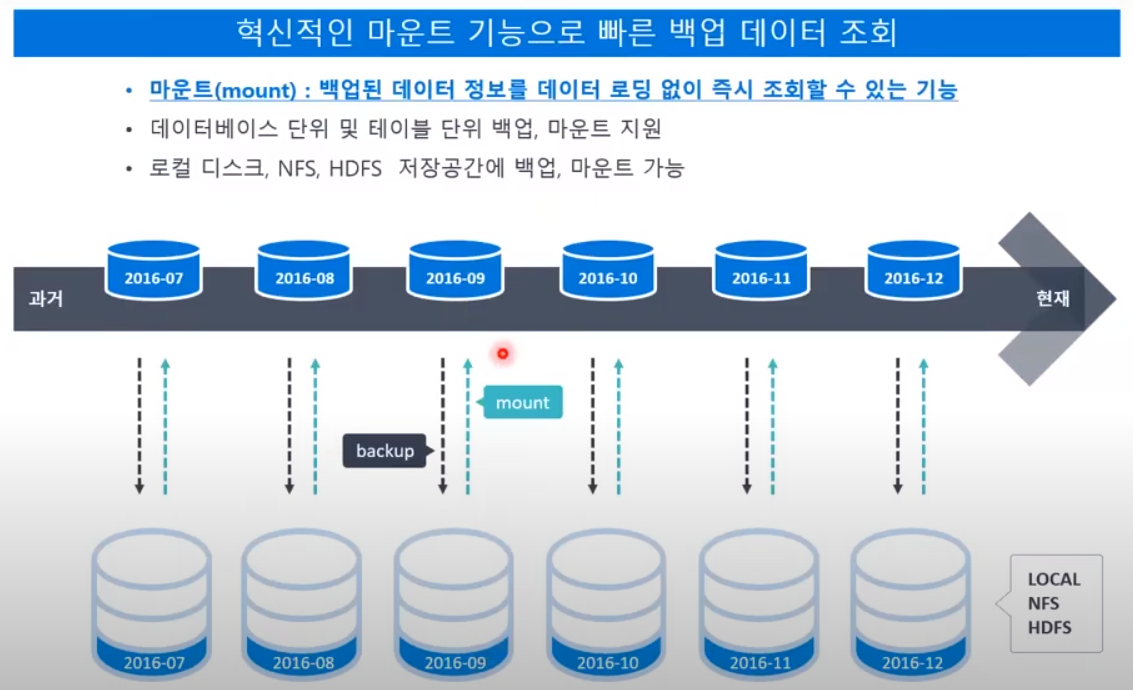 혁신적인 마운트 기능으로 빠른 백업 데이터 조회
• 마운트(mount) : 백업된 데이터 정보를 데이터 로딩 없이 즉시 조회할 수 있는 기능
• 데이터베이스 단위 및 테이블 단위 백업, 마운트 지원
• 로컬 디스크, NFS, HDFS 저장공간에 백업, 마운트 가능
과거
2016-07
2016-08
2016-09
2016-10
2016-11
2016-12
현재
mount
backup
2016-07
2016-08
2016-09
2016-10
2016-11
2016-12
LOCAL
NFS
HDFS